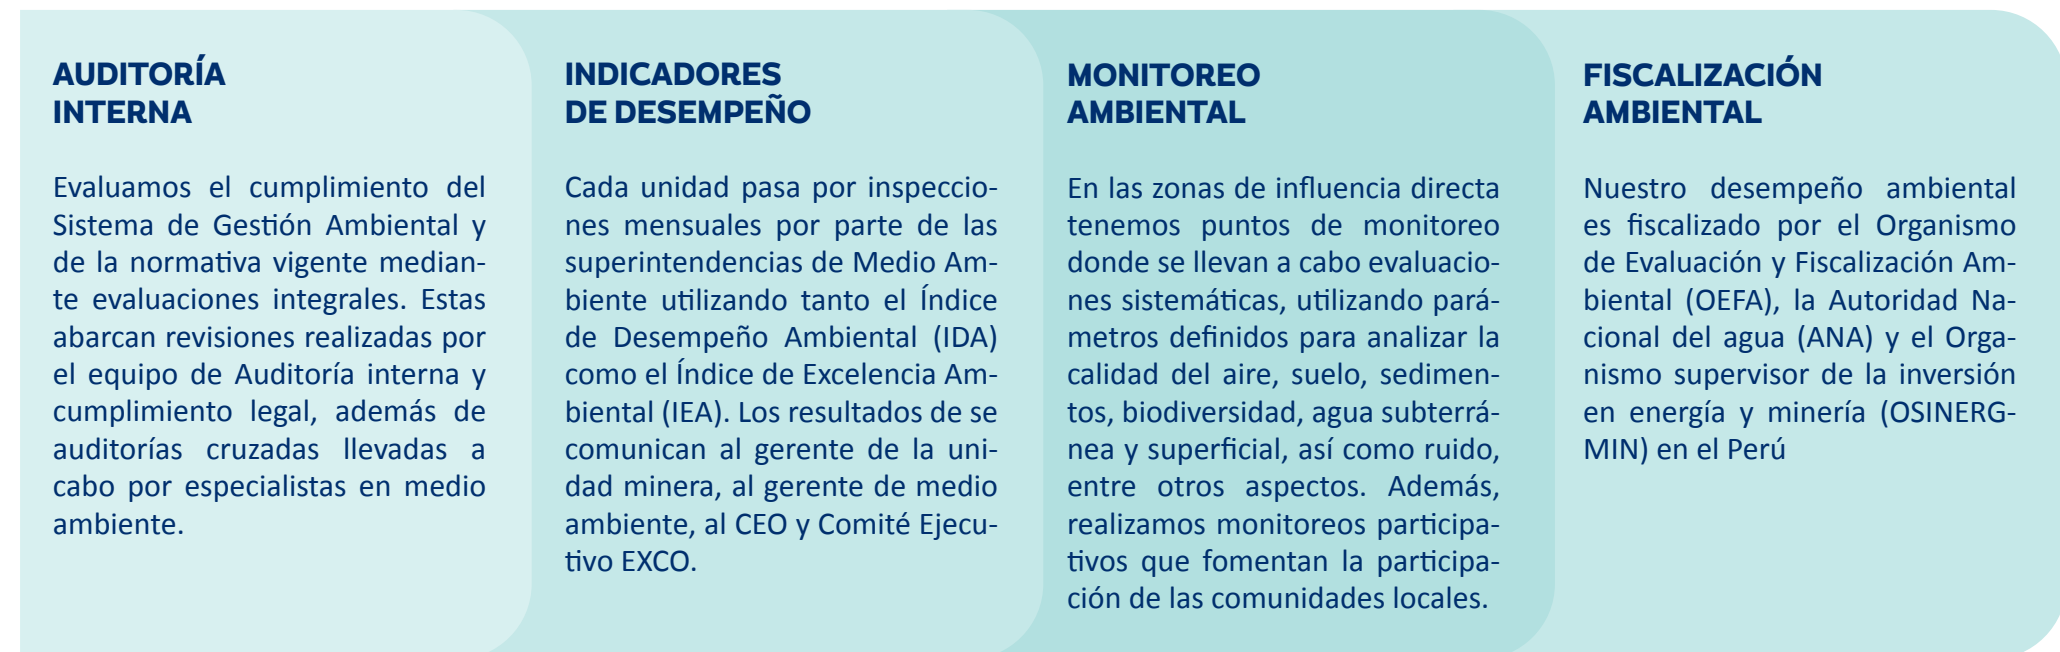 AUDITORÍA
INTERNA
Evaluamos el cumplimiento del
Sistema de Gestión Ambiental y
de la normativa vigente median-
te evaluaciones integrales. Estas
abarcan revisiones realizadas por
el equipo de Auditoría interna y
cumplimiento legal, además de
auditorías cruzadas llevadas a
cabo por especialistas en medio
ambiente.
INDICADORES
DE DESEMPEÑO
Cada unidad pasa por inspeccio-
nes mensuales por parte de las
superintendencias de Medio Am-
biente utilizando tanto el Índice
de Desempeño Ambiental (IDA)
como el Índice de Excelencia Am-
biental (IEA). Los resultados de se
comunican al gerente de la uni-
dad minera, al gerente de medio
ambiente, al CEO y Comité Ejecu-
tivo EXCO.
MONITOREO
AMBIENTAL
En las zonas de influencia directa
tenemos puntos de monitoreo
donde se llevan a cabo evaluacio-
nes sistemáticas, utilizando pará-
metros definidos para analizar la
calidad del aire, suelo, sedimen-
tos, biodiversidad, agua subterrá-
nea y superficial, así como ruido,
entre otros aspectos. Además,
realizamos monitoreos participa-
tivos que fomentan la participa-
ción de las comunidades locales.
FISCALIZACIÓN
AMBIENTAL
Nuestro desempeño ambiental
es fiscalizado por el Organismo
de Evaluación y Fiscalización Am-
biental (OEFA), la Autoridad Na-
cional del agua (ANA) y el Orga-
nismo supervisor de la inversión
en energía y minería (OSINERG-
MIN) en el Perú